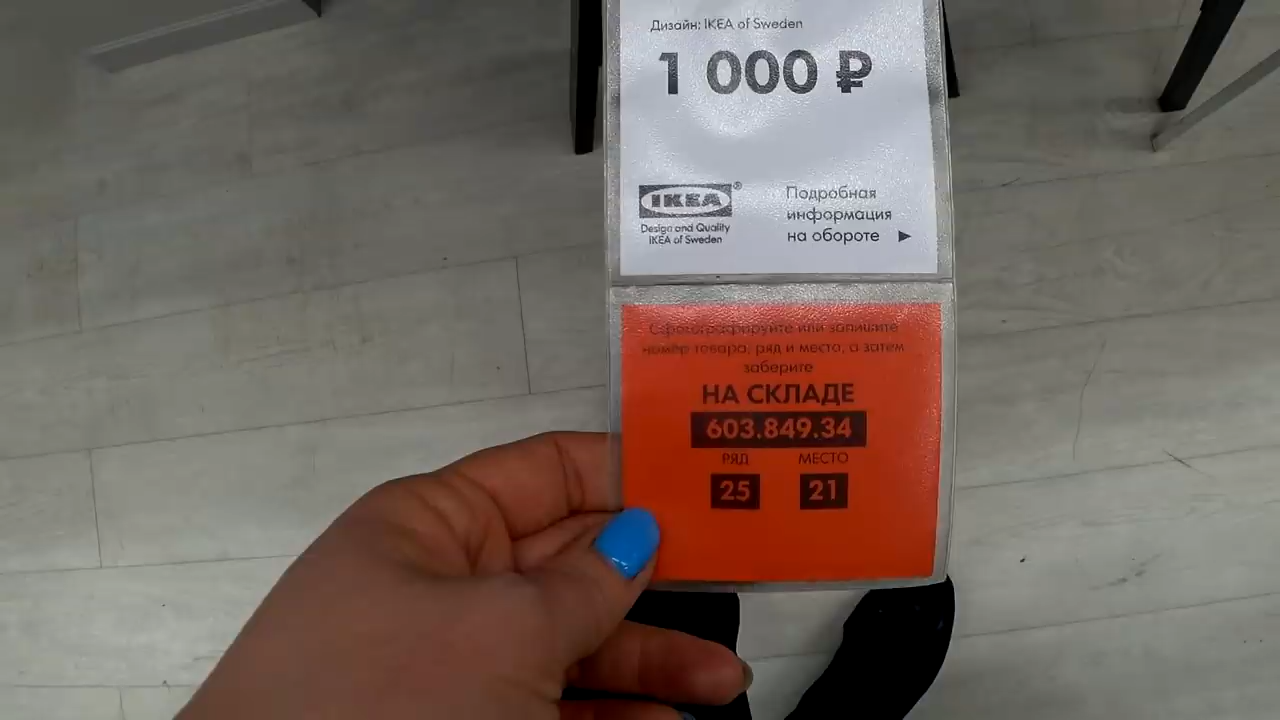 Дизайн: IKEA of Sweden
1 000 ₽
IKEA®
Design and Quality
IKEA of Sweden
Подробная
информация
на обороте ►
Сфотографируйте или запишите
номер товара, ряд и место, а затем
заберите
НА СКЛАДЕ
603.849.34
РЯД МЕСТО
25 21